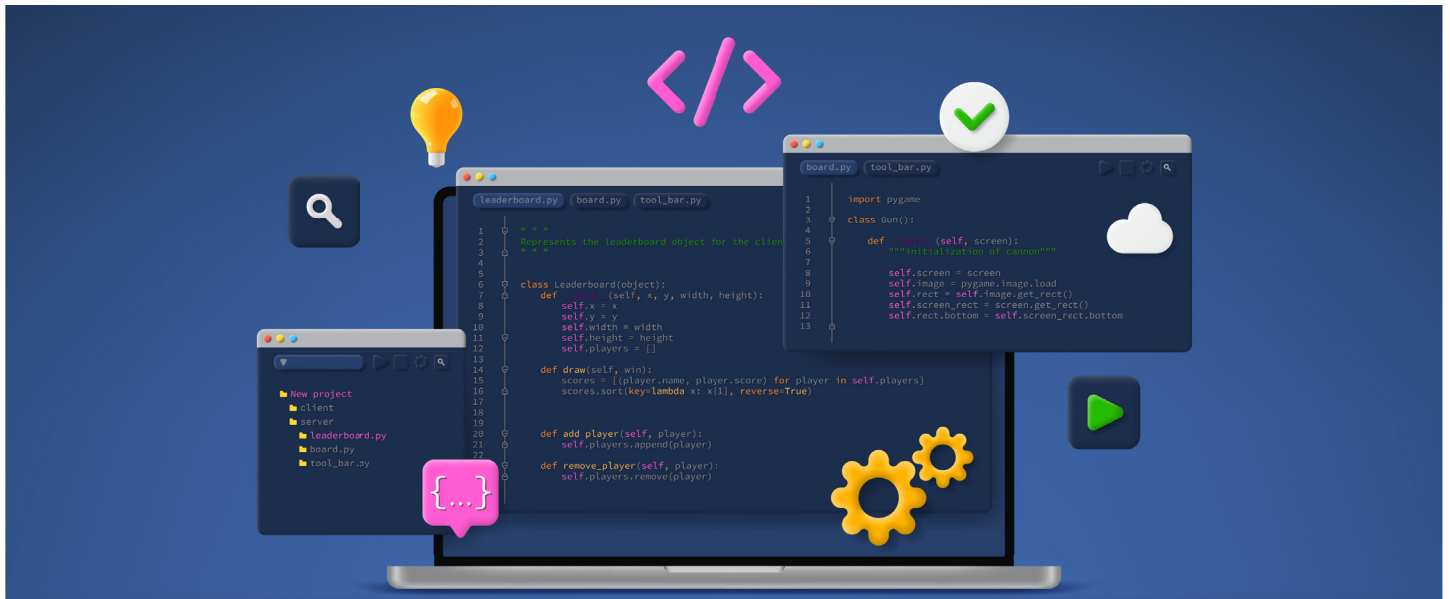 </>
leaderboard.py board.py tool_bar.py
1 " " "
2 Represents the leaderboard object for the clien
3 " " "
4
5
6 class Leaderboard(object):
7 def (self, x, y, width, height):
8 self.x = x
9 self.y = y
10 self.width = width
11 self.height = height
12 self.players = []
13
14 def draw(self, win):
15 scores = [(player.name, player.score) for player in self.players]
16 scores.sort(key=lambda x: x[1], reverse=True)
17
18
19
20 def add player(self, player):
21 self.players.append(player)
22
def remove_player(self, player):
self.players.remove(player)
board.py tool_bar.py
1 import pygame
2
3 class Gun():
4
5 def (self, screen):
6 """initialization of cannon"""
7
8 self.screen = screen
9 self.image = pygame.image.load
10 self.rect = self.image.get_rect()
11 self.screen_rect = screen.get_rect()
12 self.rect.bottom = self.screen_rect.bottom
13
New project
client
server
leaderboard.py
board.py
tool_bar.py
{...}